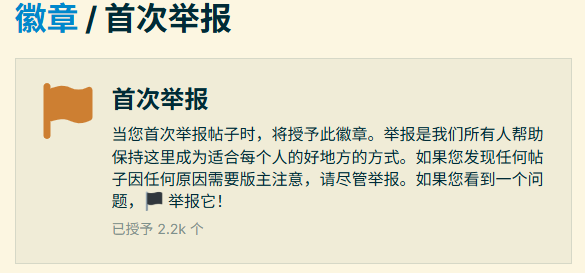 徽章 / 首次举报
首次举报
当您首次举报帖子时，将授予此徽章。举报是我们所有人帮助
保持这里成为适合每个人的好地方的方式。如果您发现任何帖
子因任何原因需要版主注意，请尽管举报。如果您看到一个问
题，🏴 举报它！
已授予 2.2k 个